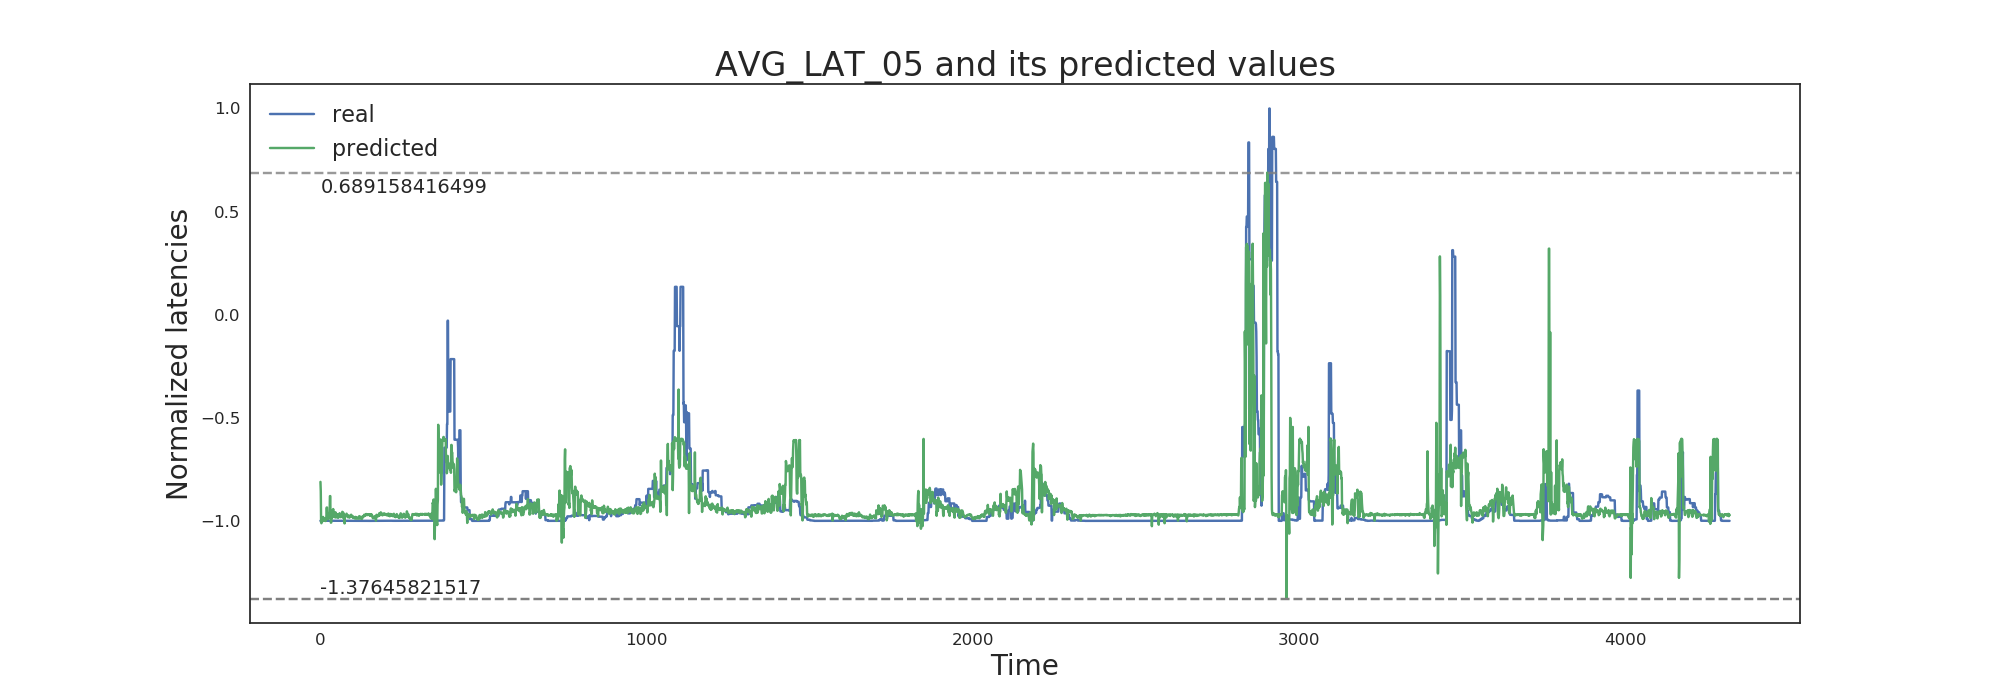 AVG_LAT_05 and its predicted values
real
predicted
0.689158416499
-1.37645821517
1.0
0.5
0.0
−0.5
−1.0
Normalized latencies
0
1000
2000
3000
4000
Time